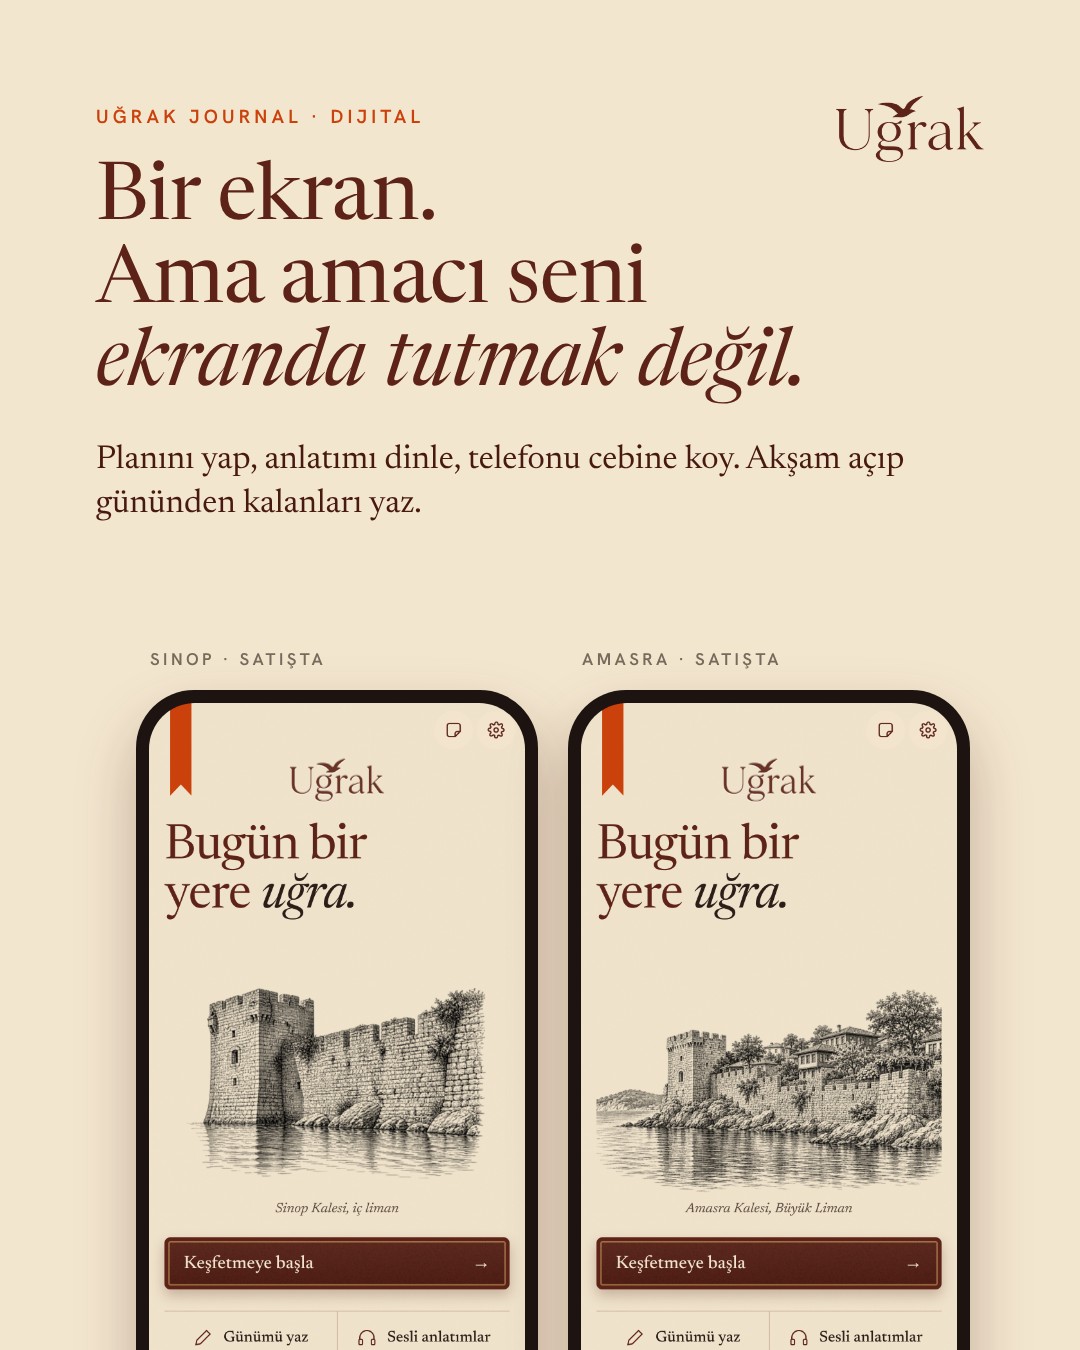 UĞRAK JOURNAL · DIJITAL
Uğrak
Bir ekran.
Ama amacı seni
ekranda tutmak değil.
Planını yap, anlatımı dinle, telefonu cebine koy. Akşam açıp
gününden kalanları yaz.
SINOP · SATIŞTA
Uğrak
Bugün bir
yere uğra.
Sinop Kalesi, iç liman
Keşfetmeye başla →
Günümü yaz
Sesli anlatımlar
AMASRA · SATIŞTA
Uğrak
Bugün bir
yere uğra.
Amasra Kalesi, Büyük Liman
Keşfetmeye başla →
Günümü yaz
Sesli anlatımlar